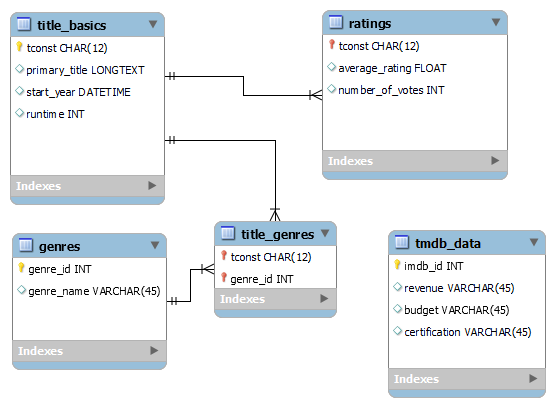 title_basics
tconst CHAR(12)
primary_title LONGTEXT
start_year DATETIME
runtime INT
Indexes
ratings
tconst CHAR(12)
average_rating FLOAT
number_of_votes INT
Indexes
genres
genre_id INT
genre_name VARCHAR(45)
Indexes
title_genres
tconst CHAR(12)
genre_id INT
Indexes
tmdb_data
imdb_id INT
revenue VARCHAR(45)
budget VARCHAR(45)
certification VARCHAR(45)
Indexes